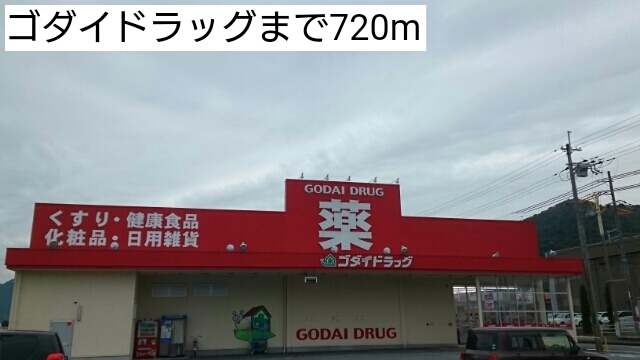 ゴダイドラッグまで720m
GODAI DRUG
薬
ゴダイドラッグ
くすり・健康食品
化粧品・日用雑貨
GODAI DRUG